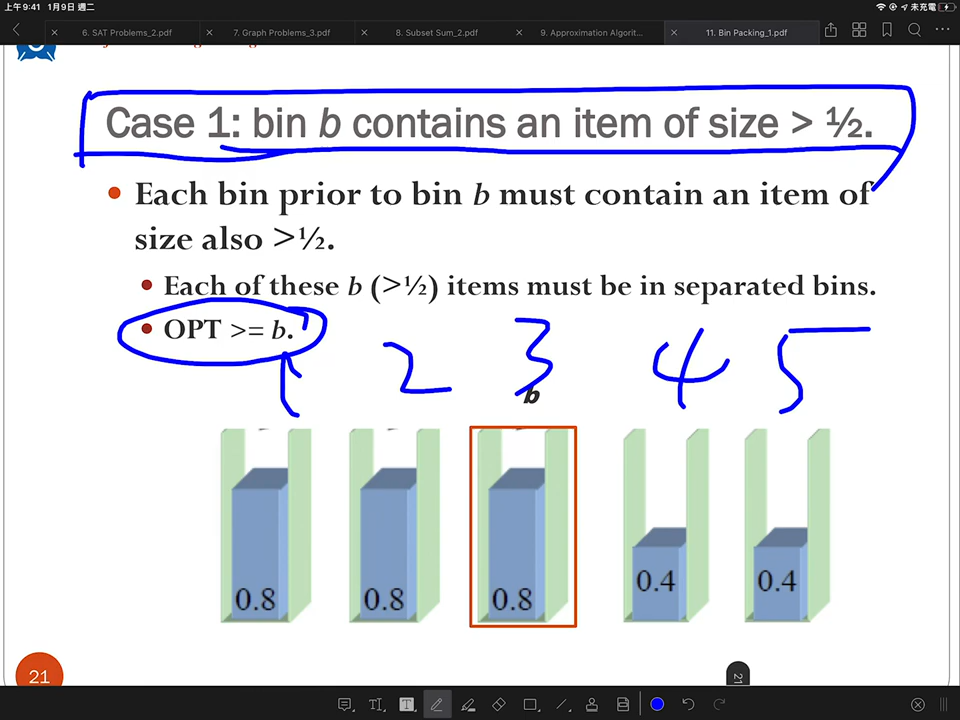 上午9:41 1月9日 週二
未充電
6. SAT Problems_2.pdf
7. Graph Problems_3.pdf
8. Subset Sum_2.pdf
9. Approximation Algorit...
11. Bin Packing_1.pdf
Case 1: bin b contains an item of size > ½.
• Each bin prior to bin b must contain an item of
size also >½.
• Each of these b (>½) items must be in separated bins.
• OPT >= b.
1 2 3 4 5
b
0.8 0.8 0.8 0.4 0.4
21
21